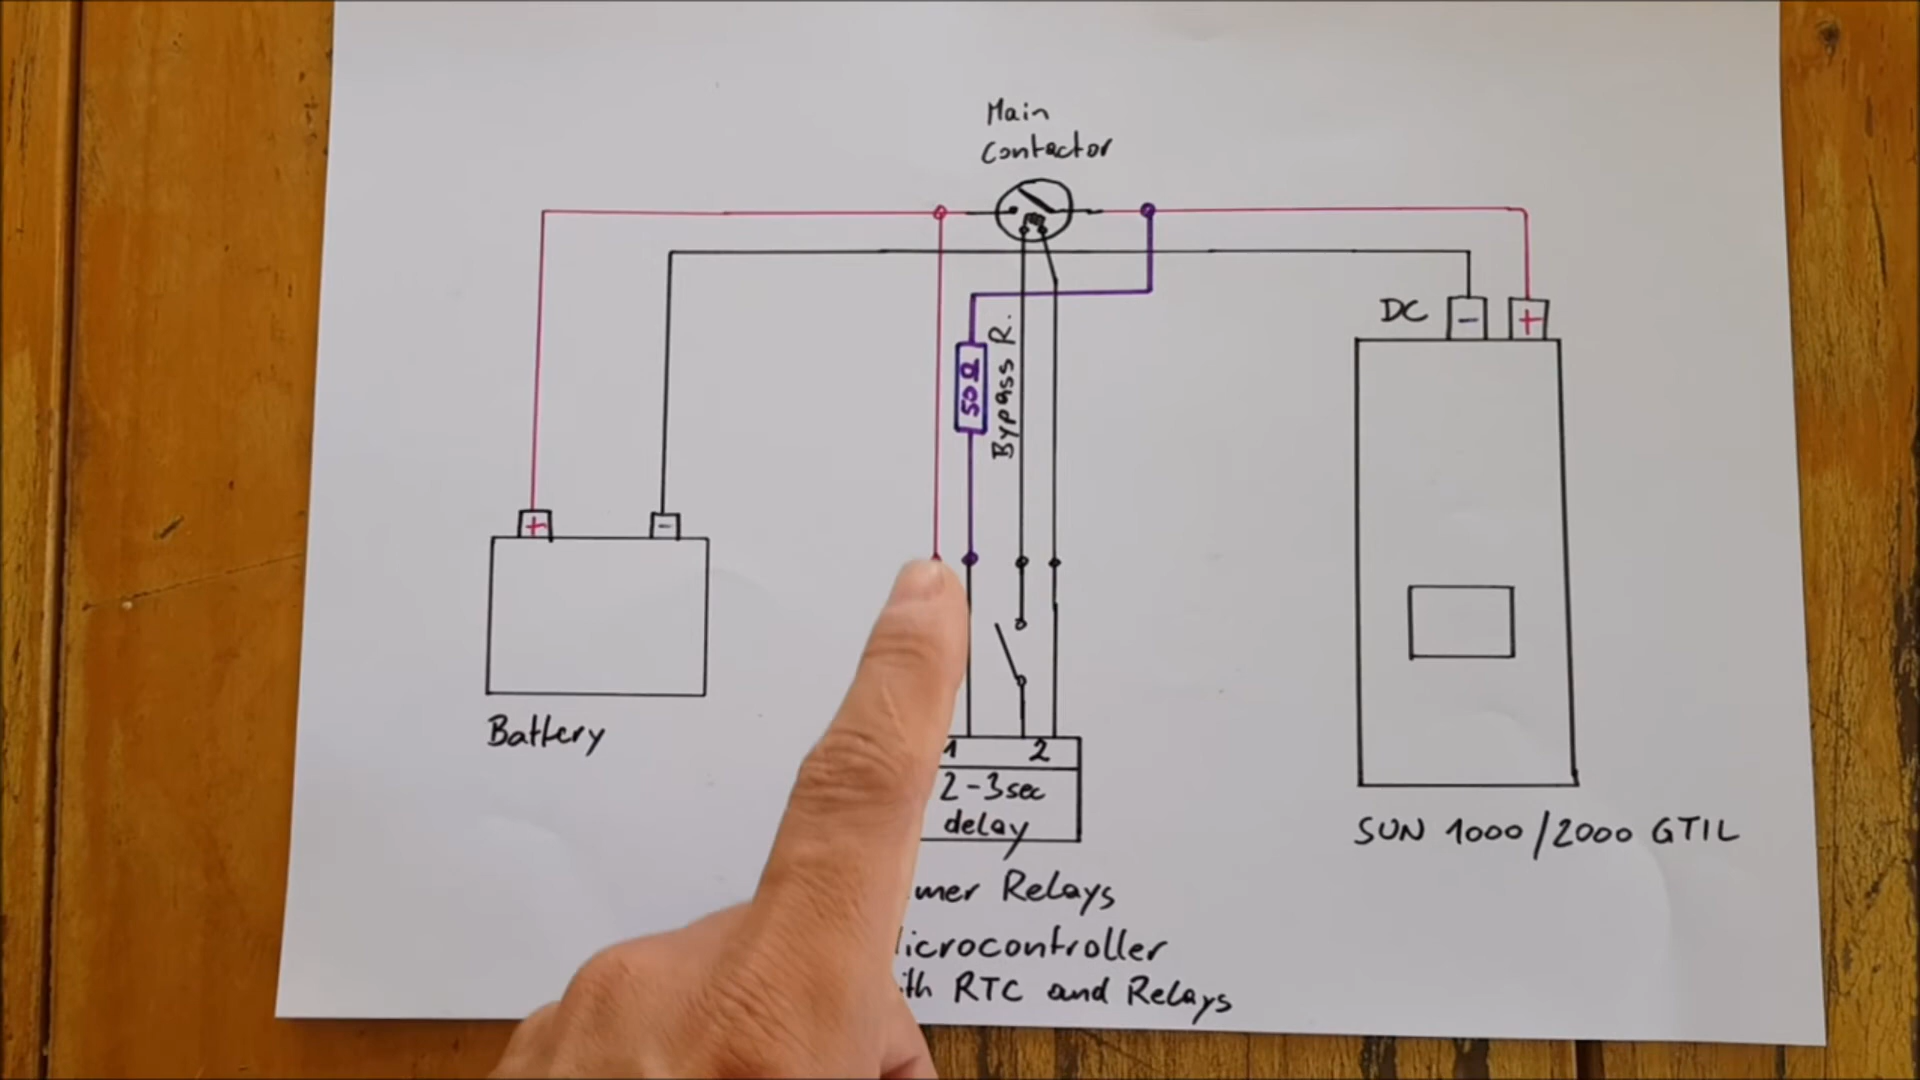 Main
Contactor
DC
-
+
50Ω
Bypass R.
+
-
Battery
1
2
2-3sec
delay
SUN 1000/2000 GTIL
Relays
and Relays
RTC